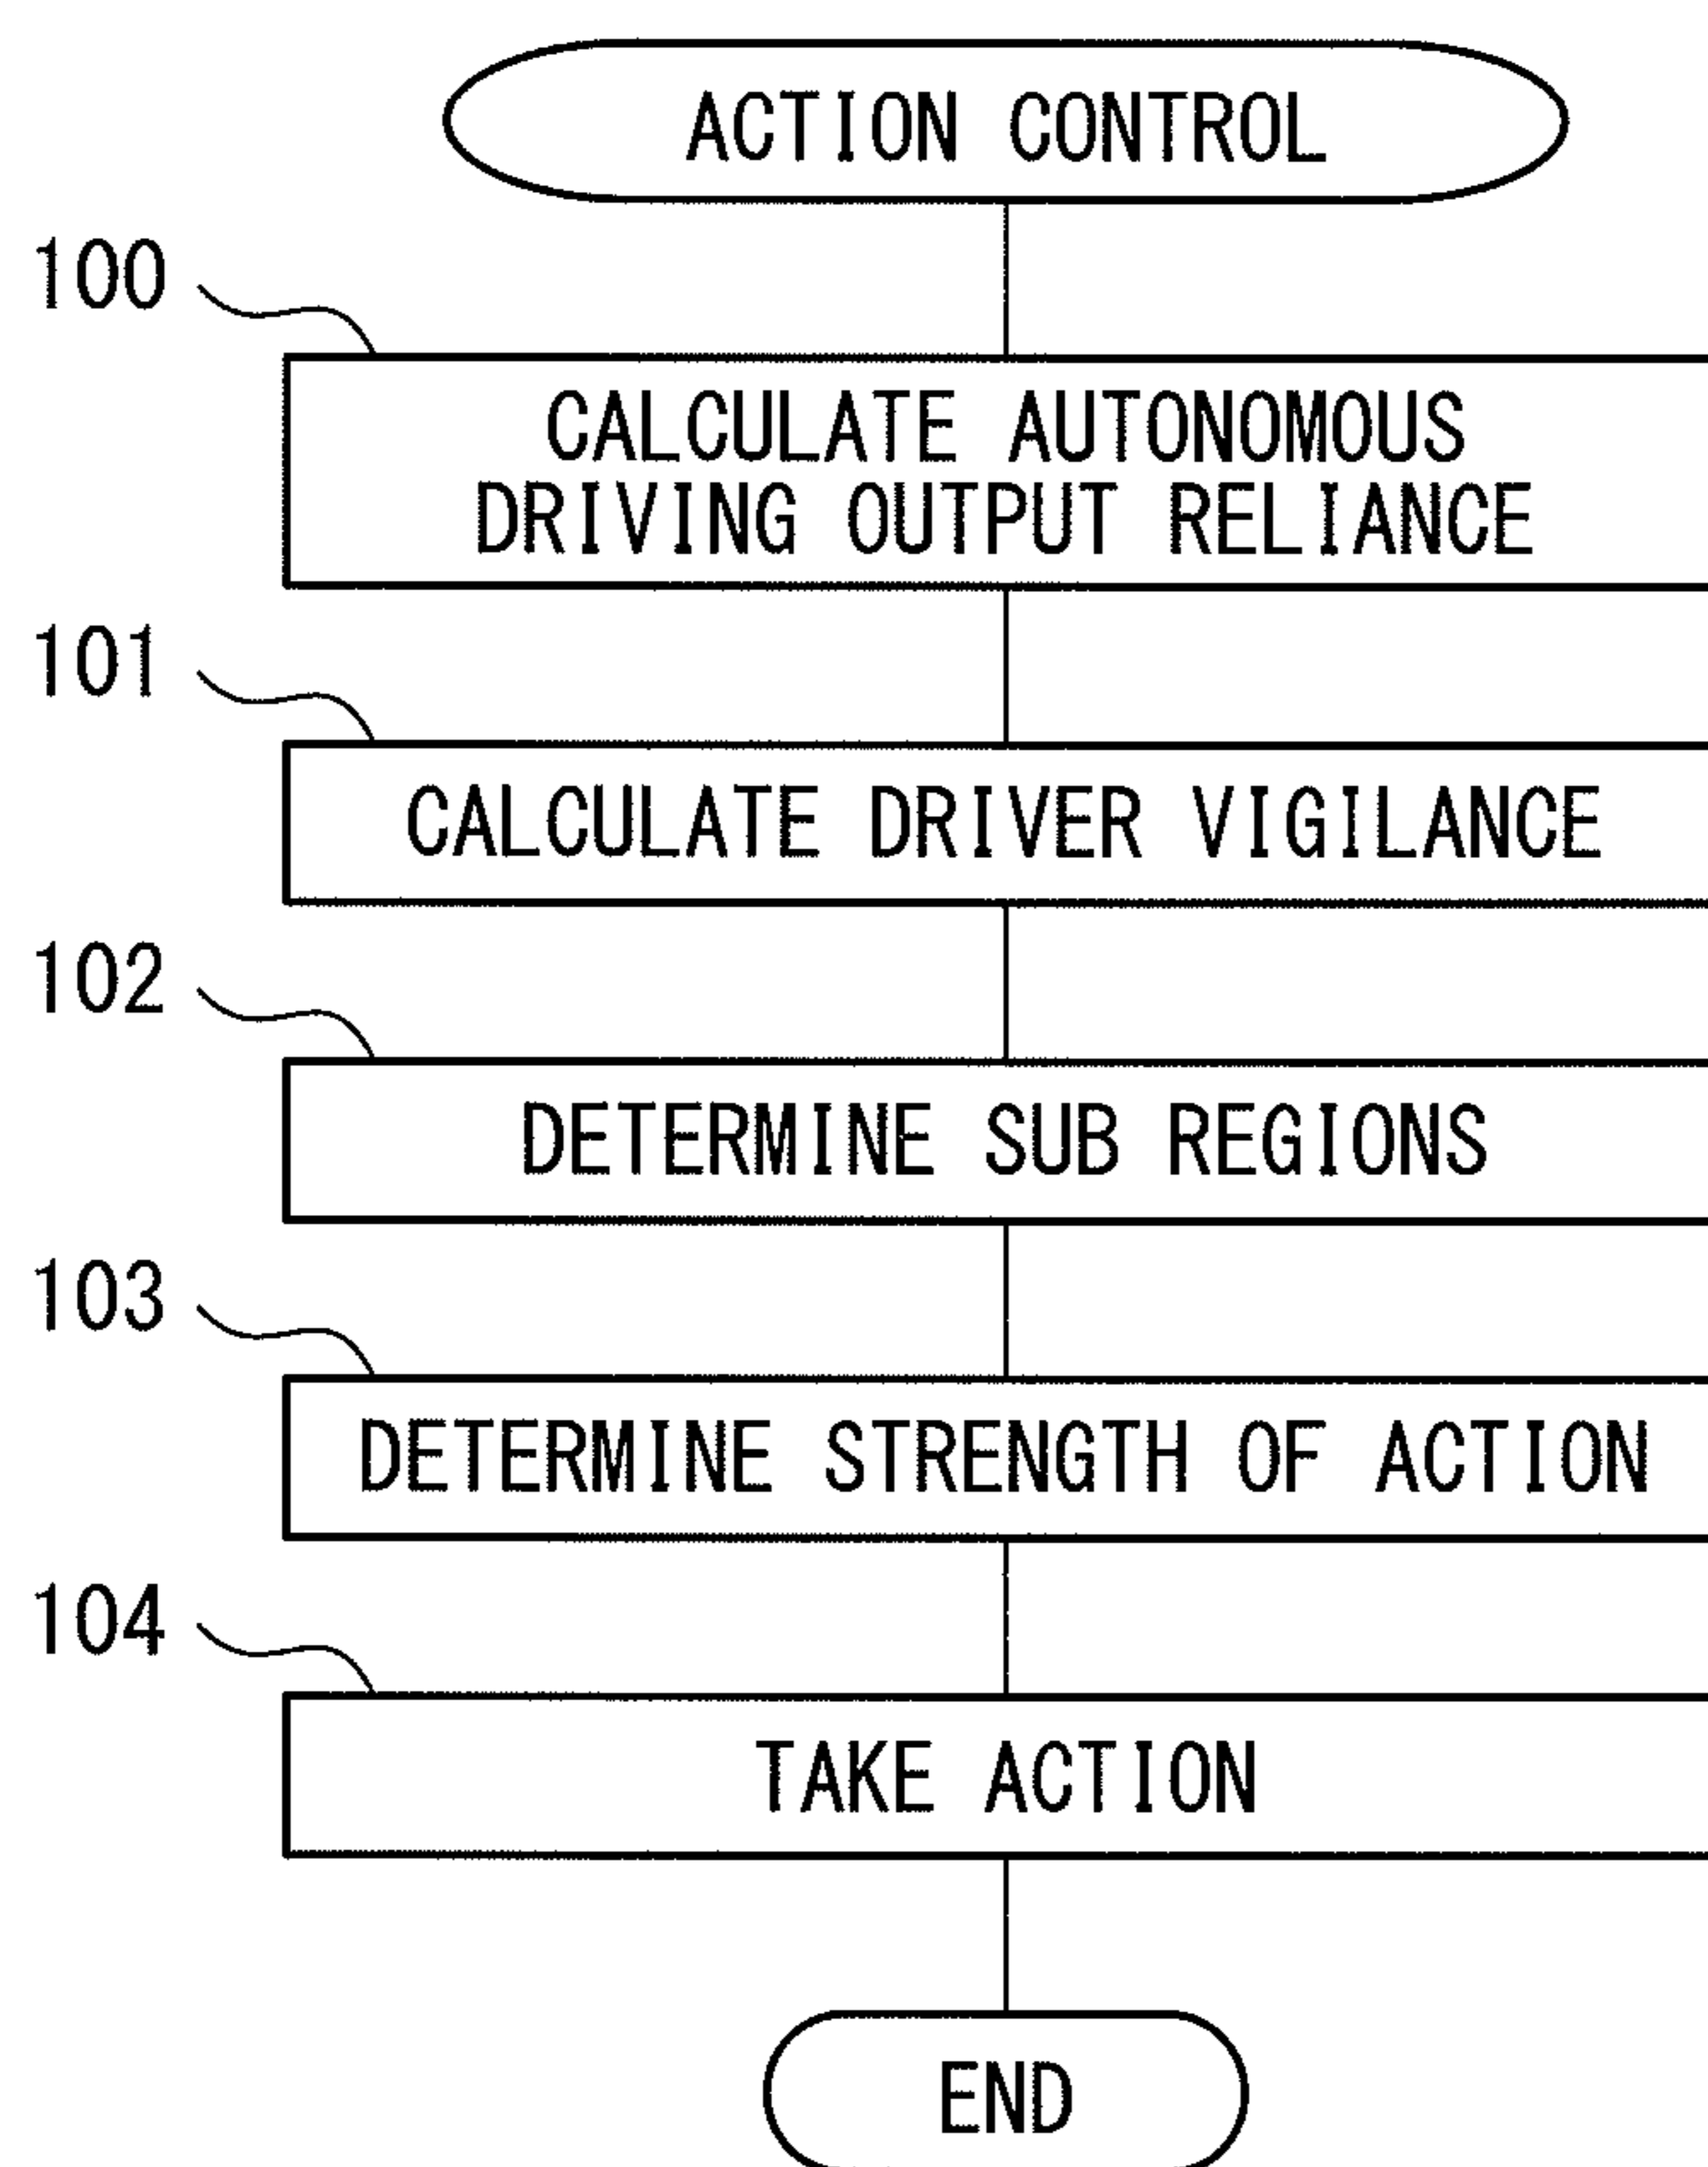 ACTION CONTROL
100
CALCULATE AUTONOMOUS
DRIVING OUTPUT RELIANCE
101
CALCULATE DRIVER VIGILANCE
102
DETERMINE SUB REGIONS
103
DETERMINE STRENGTH OF ACTION
104
TAKE ACTION
END